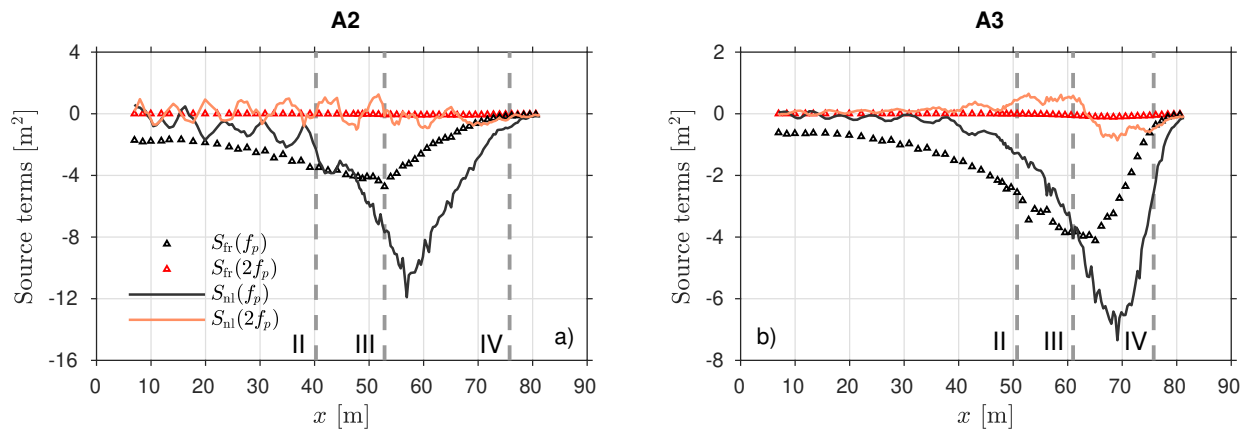 A2
4
0
-4
-8
-12
-16
Source terms [m²]
S_fr(f_p)
S_fr(2f_p)
S_nl(f_p)
S_nl(2f_p)
II
III
IV
a)
0 10 20 30 40 50 60 70 80 90
x [m]
A3
2
0
-2
-4
-6
-8
Source terms [m²]
b)
II
III
IV
0 10 20 30 40 50 60 70 80 90
x [m]